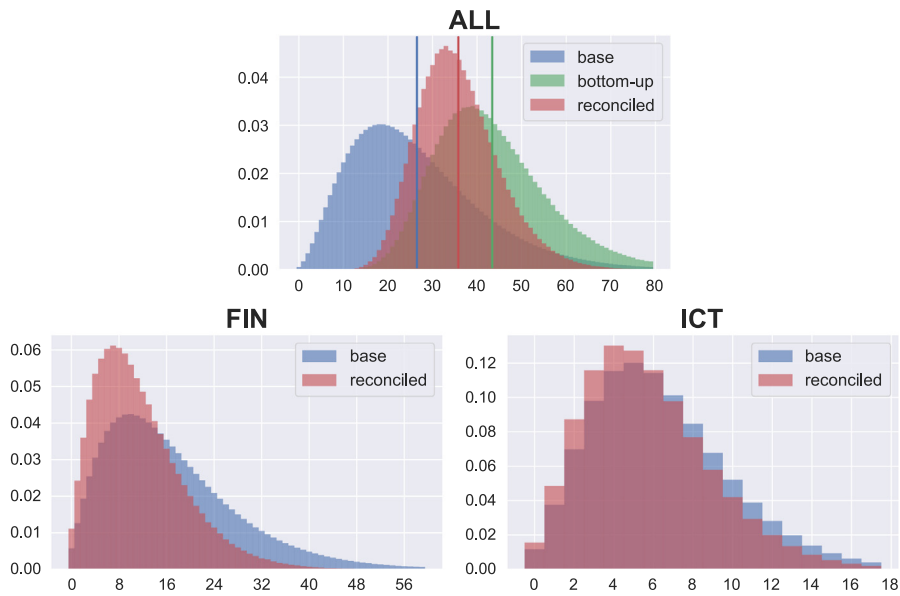 ALL
base
bottom-up
reconciled
0.04
0.03
0.02
0.01
0.00
0 10 20 30 40 50 60 70 80
FIN
base
reconciled
0.06
0.05
0.04
0.03
0.02
0.01
0.00
0 8 16 24 32 40 48 56
ICT
base
reconciled
0.12
0.10
0.08
0.06
0.04
0.02
0.00
0 2 4 6 8 10 12 14 16 18